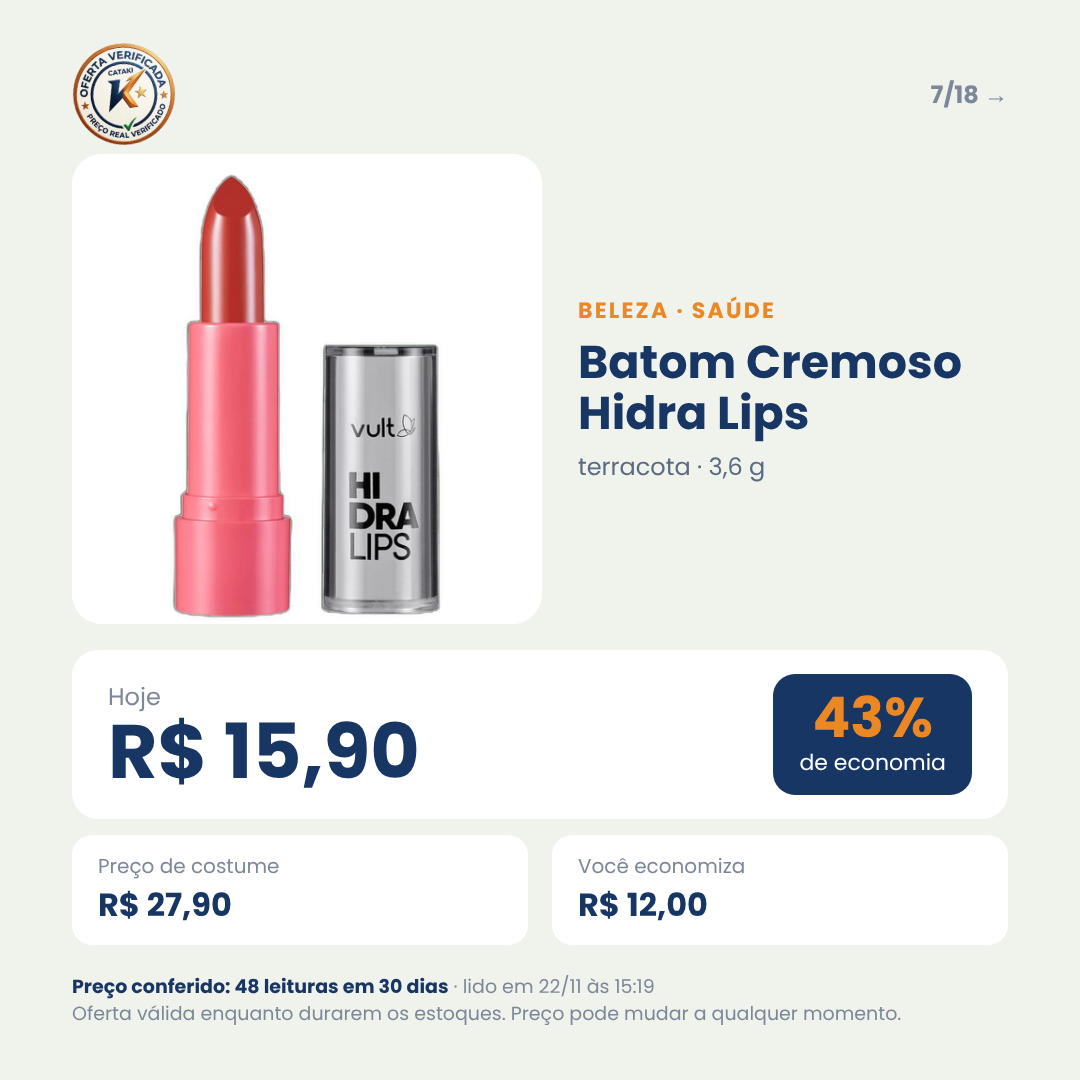 OFERTA VERIFICADA
CATAKI
K
PREÇO REAL VERIFICADO
7/18 →
vult
HI
DRA
LIPS
BELEZA · SAÚDE
Batom Cremoso
Hidra Lips
terracota · 3,6 g
Hoje
R$ 15,90
43%
de economia
Preço de costume
R$ 27,90
Você economiza
R$ 12,00
Preço conferido: 48 leituras em 30 dias · lido em 22/11 às 15:19
Oferta válida enquanto durarem os estoques. Preço pode mudar a qualquer momento.